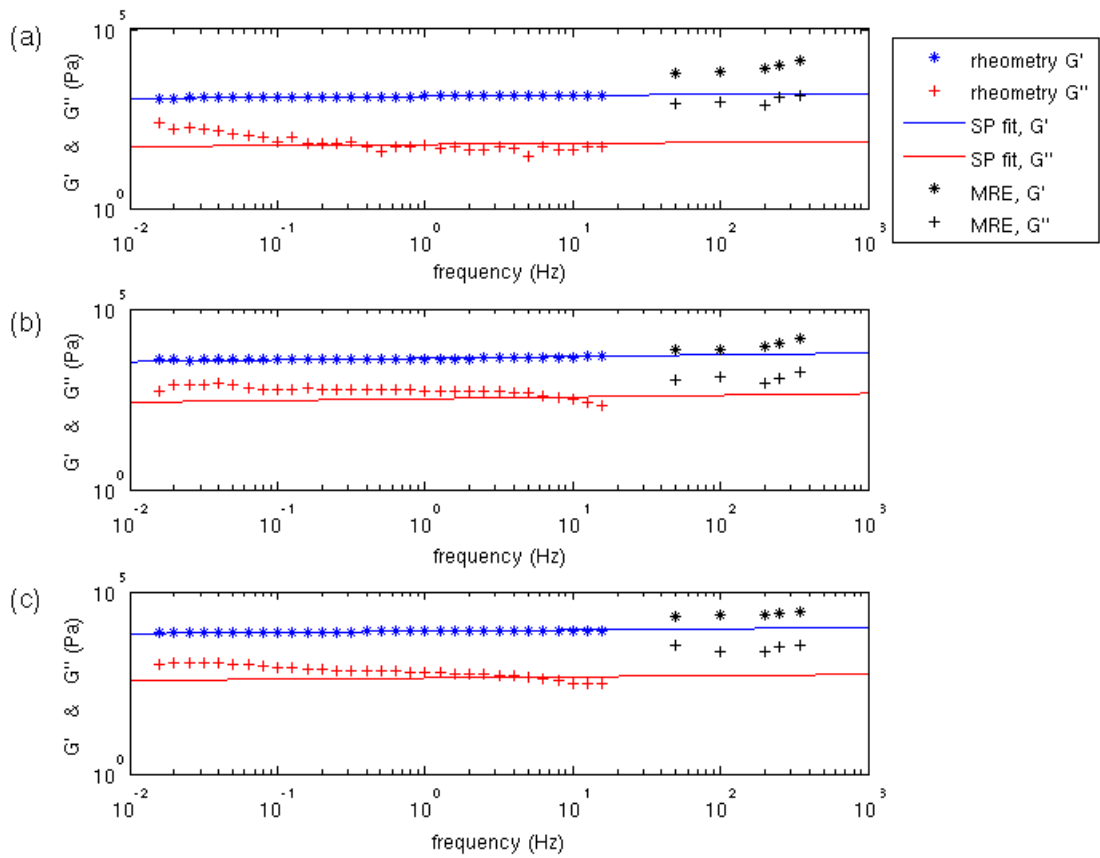 (a)
10^5
G' & G'' (Pa)
10^0
10^-2 10^-1 10^0 10^1 10^2 10^3
frequency (Hz)
* rheometry G'
+ rheometry G''
SP fit, G'
SP fit, G''
* MRE, G'
+ MRE, G''
(b)
10^5
G' & G'' (Pa)
10^0
10^-2 10^-1 10^0 10^1 10^2 10^3
frequency (Hz)
(c)
10^5
G' & G'' (Pa)
10^0
10^-2 10^-1 10^0 10^1 10^2 10^3
frequency (Hz)